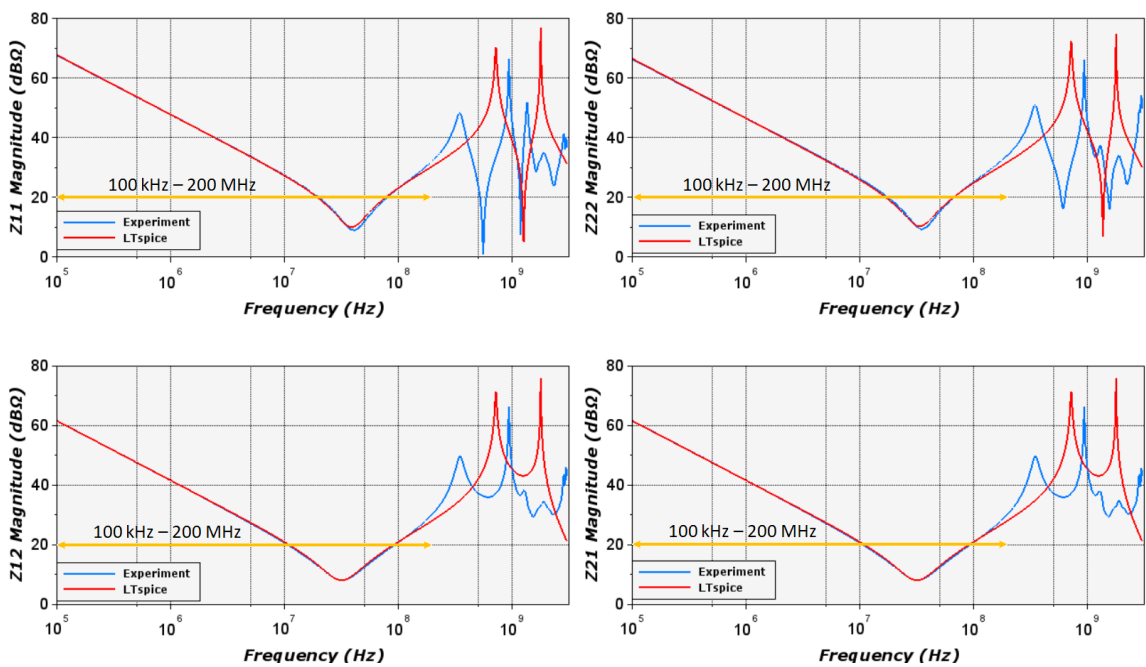 80
60
40
20
0
Z11 Magnitude (dBΩ)
100 kHz – 200 MHz
Experiment
LTspice
10^5
10^6
10^7
10^8
10^9
Frequency (Hz)
80
60
40
20
0
Z22 Magnitude (dBΩ)
100 kHz – 200 MHz
Experiment
LTspice
10^5
10^6
10^7
10^8
10^9
Frequency (Hz)
80
60
40
20
0
Z12 Magnitude (dBΩ)
100 kHz – 200 MHz
Experiment
LTspice
10^5
10^6
10^7
10^8
10^9
Frequency (Hz)
80
60
40
20
0
Z21 Magnitude (dBΩ)
100 kHz – 200 MHz
Experiment
LTspice
10^5
10^6
10^7
10^8
10^9
Frequency (Hz)